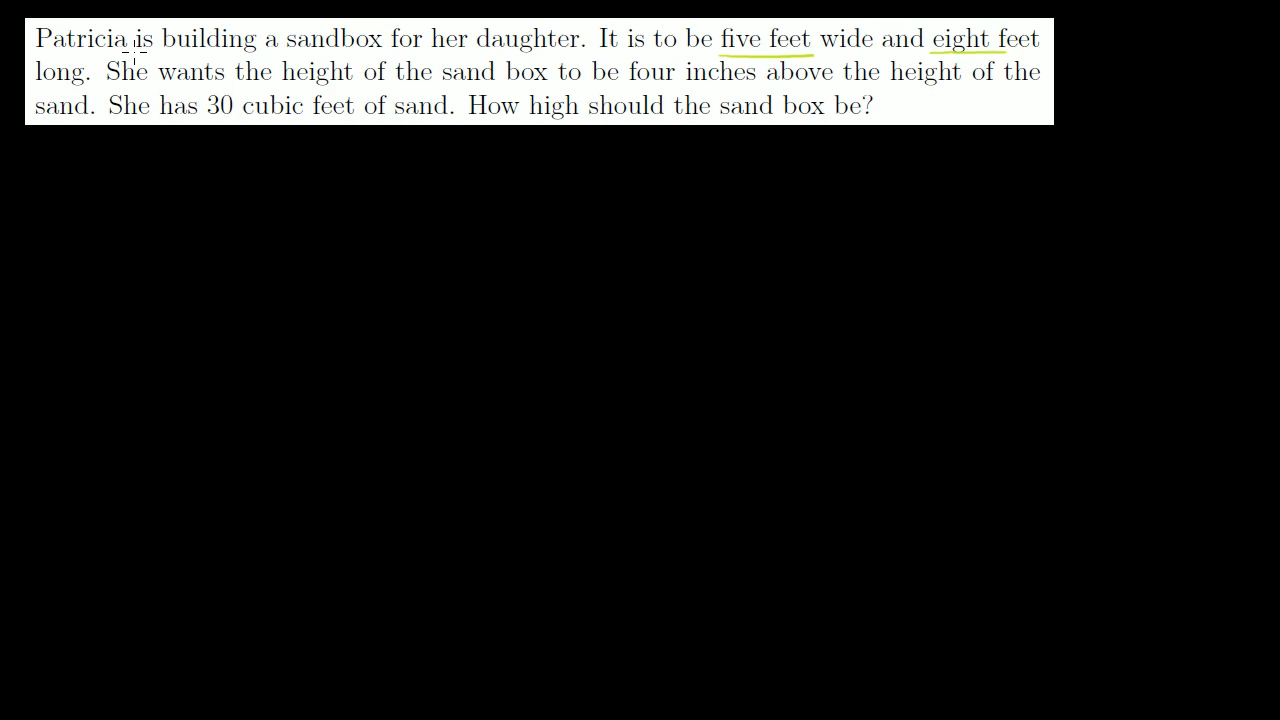 Patricia is building a sandbox for her daughter. It is to be five feet wide and eight feet
long. She wants the height of the sand box to be four inches above the height of the
sand. She has 30 cubic feet of sand. How high should the sand box be?